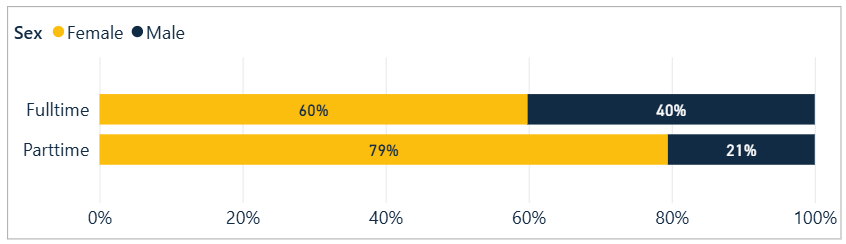 Sex Female Male
Fulltime 60% 40%
Parttime 79% 21%
0% 20% 40% 60% 80% 100%